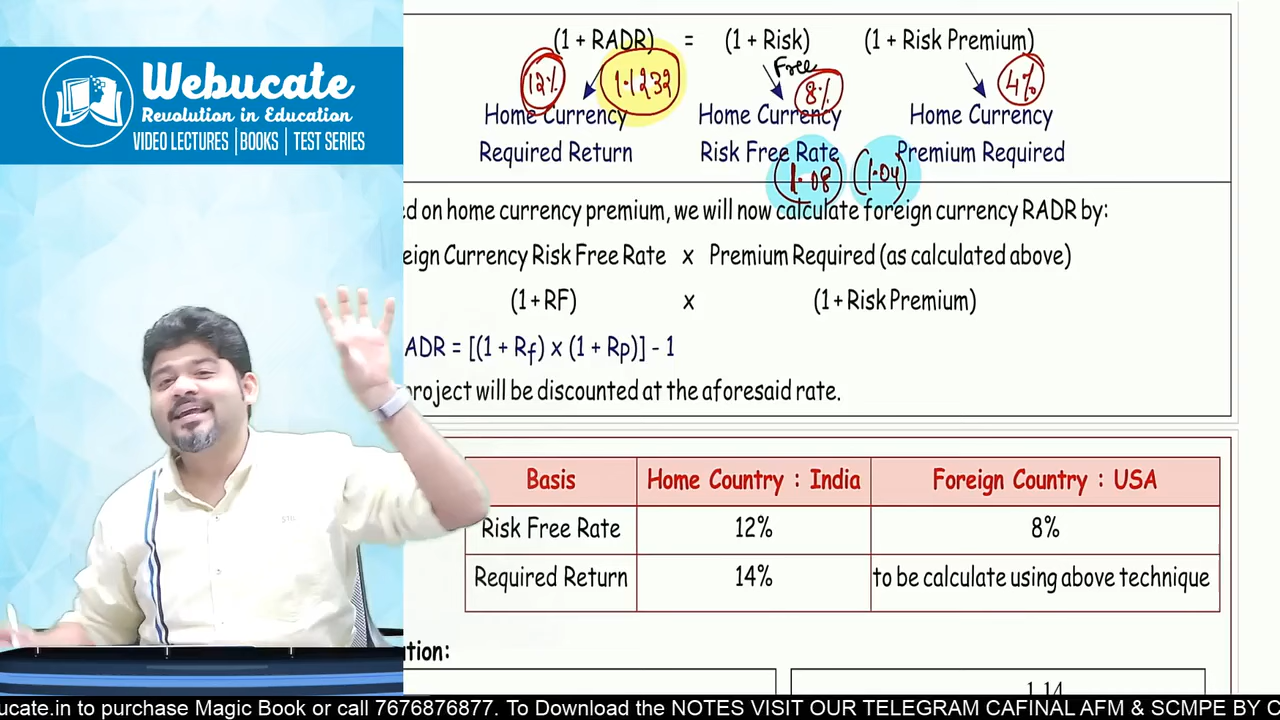 Webucate
Revolution in Education
VIDEO LECTURES | BOOKS | TEST SERIES
(1 + RADR) = (1 + Risk) (1 + Risk Premium)
Free
12% 1.1232 8% 4%
Home Currency Home Currency Home Currency
Required Return Risk Free Rate Premium Required
(1.08) (1.04)
ed on home currency premium, we will now calculate foreign currency RADR by:
eign Currency Risk Free Rate x Premium Required (as calculated above)
(1 + RF) x (1 + Risk Premium)
ADR = [(1 + Rf) x (1 + Rp)] - 1
project will be discounted at the aforesaid rate.
Basis Home Country : India Foreign Country : USA
Risk Free Rate 12% 8%
Required Return 14% to be calculate using above technique
tion:
1.14
ucate.in to purchase Magic Book or call 7676876877. To Download the NOTES VISIT OUR TELEGRAM CAFINAL AFM & SCMPE BY C